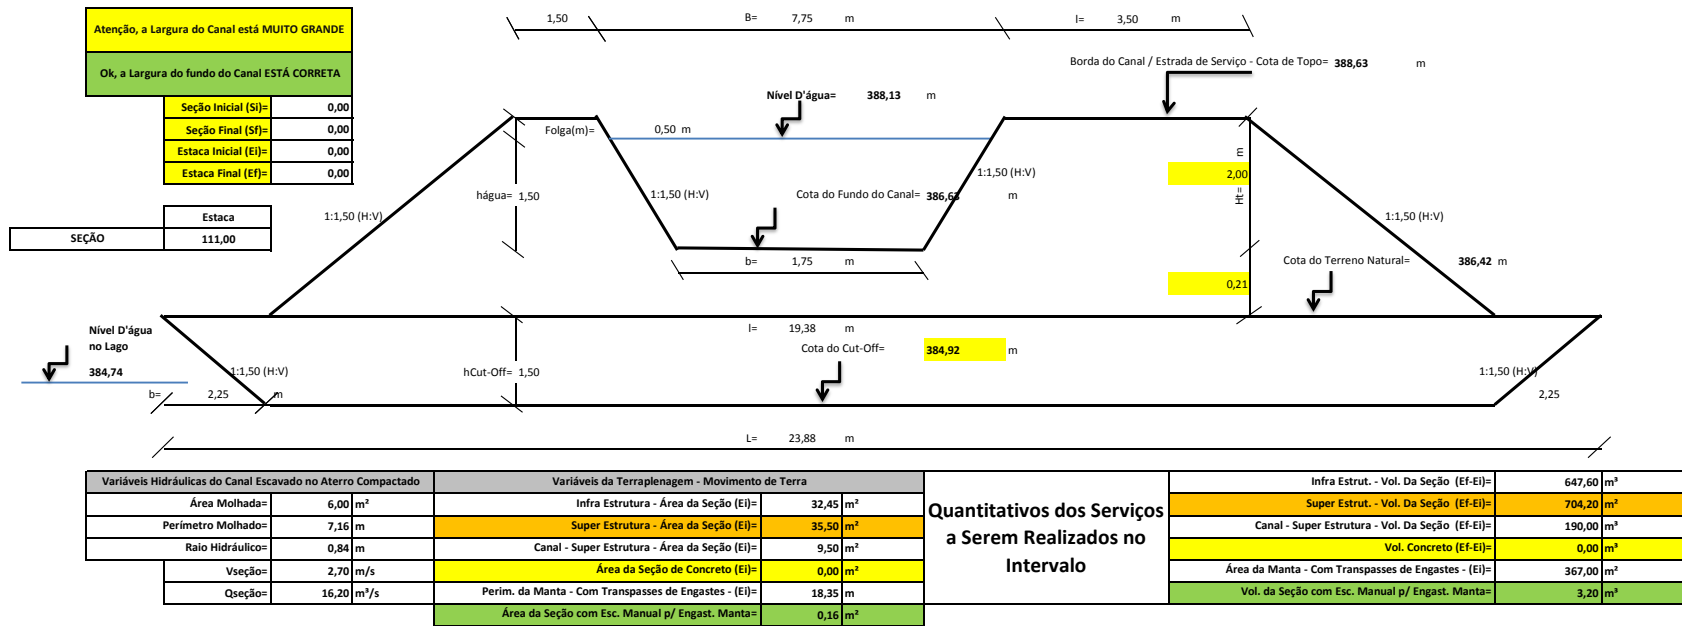 1,50 B= 7,75 m l= 3,50 m
Atenção, a Largura do Canal está MUITO GRANDE
Ok, a Largura do fundo do Canal ESTÁ CORRETA
Borda do Canal / Estrada de Serviço - Cota de Topo= 388,63 m
Nível D'água= 388,13 m
Seção Inicial (Si)= 0,00
Seção Final (Sf)= 0,00
Estaca Inicial (Ei)= 0,00
Estaca Final (Ef)= 0,00
Folga(m)= 0,50 m
m
2,00
Ht=
1:1,50 (H:V)
hágua= 1,50
1:1,50 (H:V)
Cota do Fundo do Canal= 386,63 m
Estaca
SEÇÃO 111,00
1:1,50 (H:V)
1:1,50 (H:V)
b= 1,75 m
Cota do Terreno Natural= 386,42 m
0,21
Nível D'água
no Lago
384,74
l= 19,38 m
Cota do Cut-Off= 384,92 m
1:1,50 (H:V)
hCut-Off= 1,50
1:1,50 (H:V)
b= 2,25 m
2,25
L= 23,88 m
Variáveis Hidráulicas do Canal Escavado no Aterro Compactado
Área Molhada= 6,00 m²
Perímetro Molhado= 7,16 m
Raio Hidráulico= 0,84 m
Vseção= 2,70 m/s
Qseção= 16,20 m³/s
Variáveis da Terraplenagem - Movimento de Terra
Infra Estrutura - Área da Seção (Ei)= 32,45 m²
Super Estrutura - Área da Seção (Ei)= 35,50 m²
Canal - Super Estrutura - Área da Seção (Ei)= 9,50 m²
Área da Seção de Concreto (Ei)= 0,00 m²
Perim. da Manta - Com Transpasses de Engastes - (Ei)= 18,35 m
Área da Seção com Esc. Manual p/ Engast. Manta= 0,16 m²
Quantitativos dos Serviços
a Serem Realizados no
Intervalo
Infra Estrut. - Vol. Da Seção (Ef-Ei)= 647,60 m³
Super Estrut. - Vol. Da Seção (Ef-Ei)= 704,20 m²
Canal - Super Estrutura - Vol. Da Seção (Ef-Ei)= 190,00 m³
Vol. Concreto (Ef-Ei)= 0,00 m³
Área da Manta - Com Transpasses de Engastes - (Ei)= 367,00 m²
Vol. da Seção com Esc. Manual p/ Engast. Manta= 3,20 m³